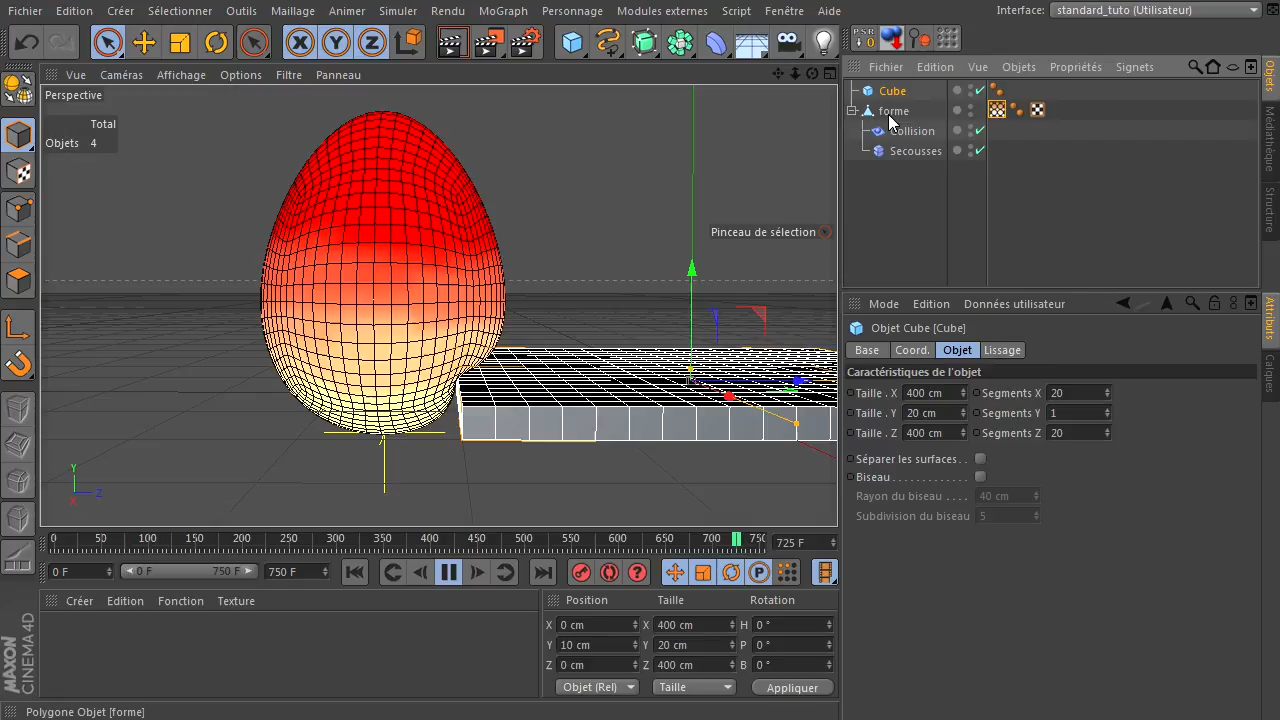 Fichier Edition Créer Sélectionner Outils Maillage Animer Simuler Rendu MoGraph Personnage Modules externes Script Fenêtre Aide Interface: standard_tuto (Utilisateur)
X Y Z PSR 0
Vue Caméras Affichage Options Filtre Panneau
Fichier Edition Vue Objets Propriétés Signets
Perspective
Total
Objets 4
Pinceau de sélection
Cube
forme
Collision
Secousses
Objets
Médiathèque
Structure
Mode Edition Données utilisateur
Objet Cube [Cube]
Base Coord. Objet Lissage
Caractéristiques de l'objet
Taille . X 400 cm Segments X 20
Taille . Y 20 cm Segments Y 1
Taille . Z 400 cm Segments Z 20
Séparer les surfaces. .
Biseau . . . . . . . . . . . . .
Rayon du biseau . . . . 40 cm
Subdivision du biseau 5
Attributs
Couches
Y
Z
X
0 50 100 150 200 250 300 350 400 450 500 550 600 650 700 750 725 F
0 F 0 F 750 F 750 F
Créer Edition Fonction Texture
Position Taille Rotation
X 0 cm X 400 cm H 0 °
Y 10 cm Y 20 cm P 0 °
Z 0 cm Z 400 cm B 0 °
Objet (Rel) Taille Appliquer
MAXON
CINEMA 4D
Polygone Objet [forme]